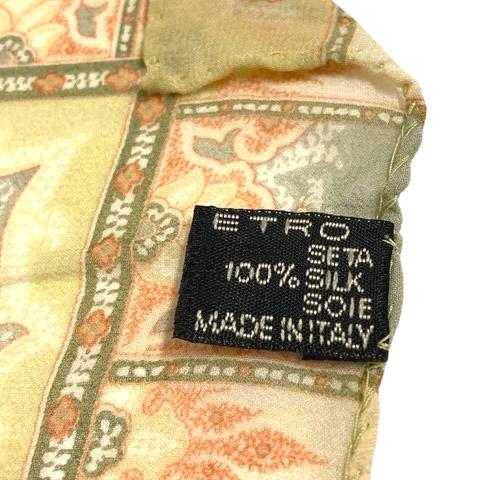 ETRO
SETA
100% SILK
SOIE
MADE IN ITALY